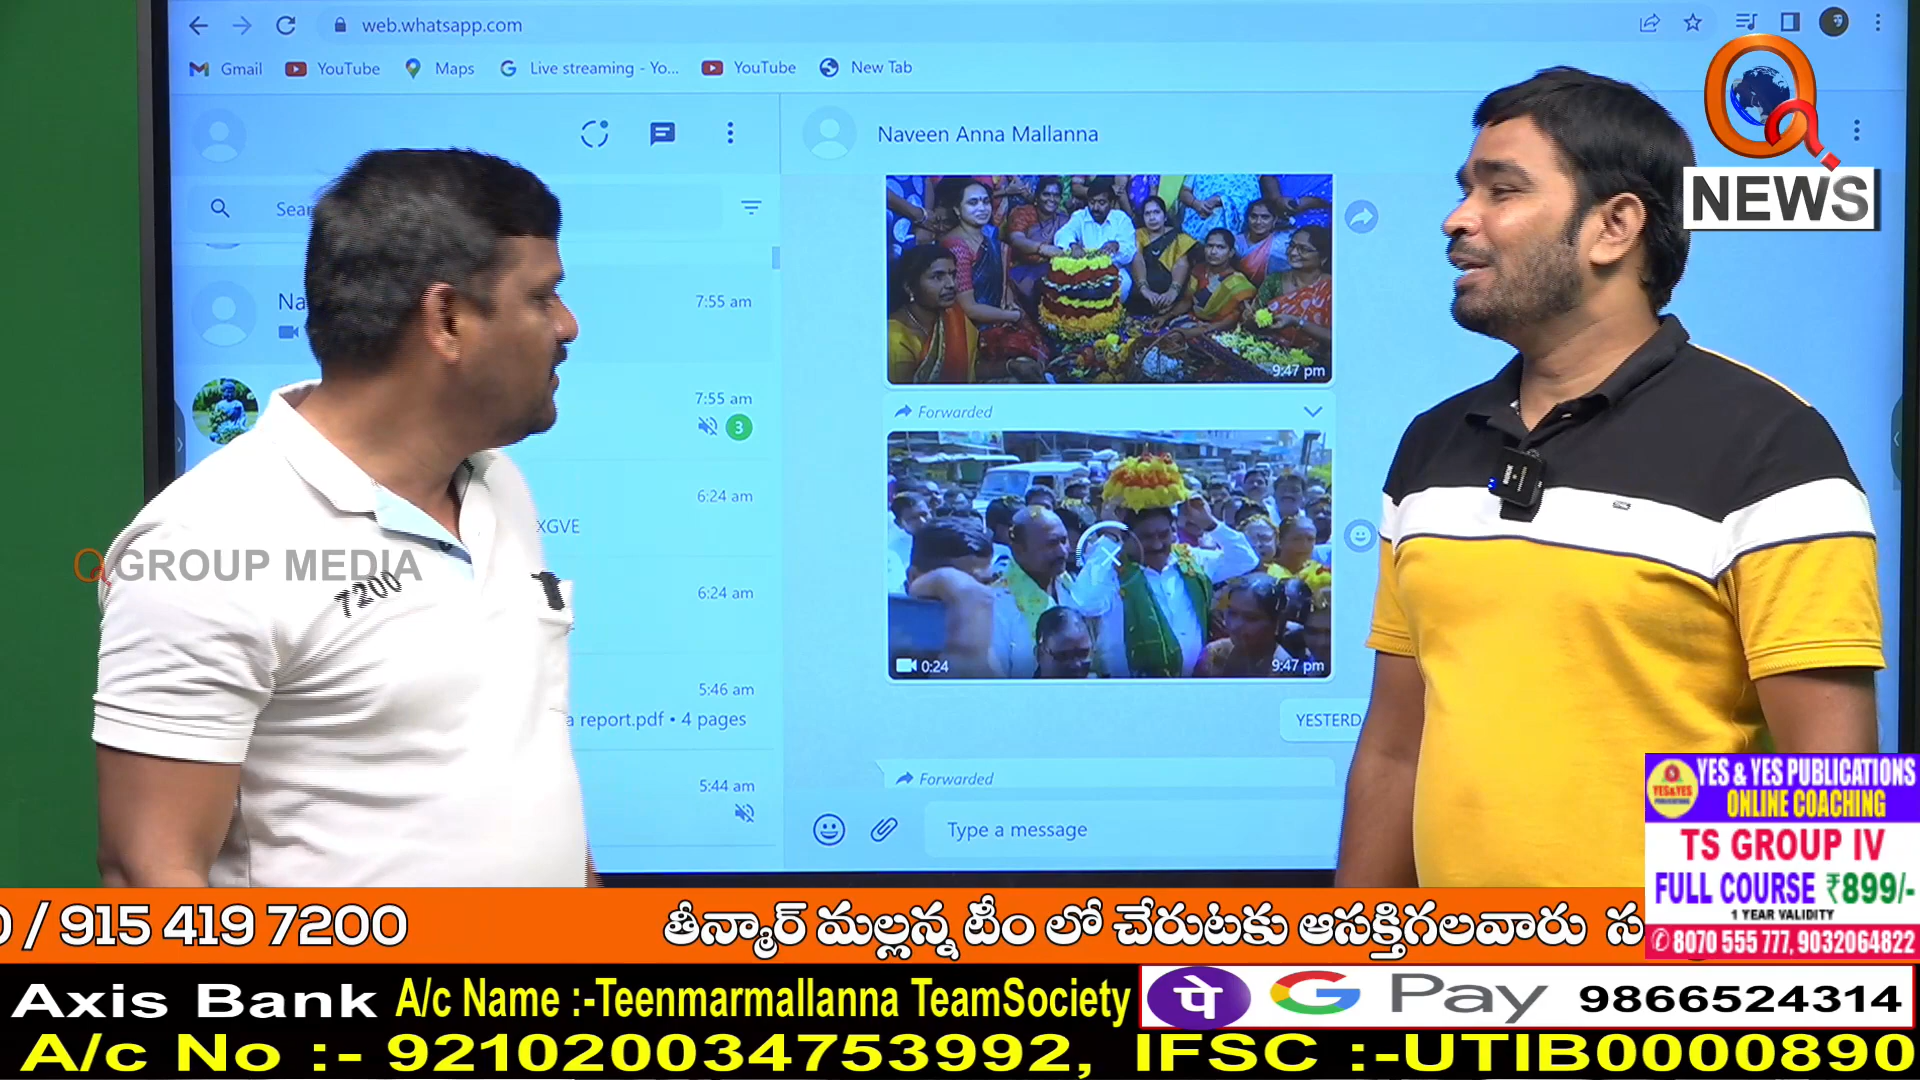 web.whatsapp.com
Gmail YouTube Maps Live streaming - Yo... YouTube New Tab
NEWS
Naveen Anna Mallanna
Sear
Na 7:55 am
9:47 pm
7:55 am
3
Forwarded
6:24 am
XGVE
6:24 am
0:24 9:47 pm
GROUP MEDIA
7200
5:46 am
a report.pdf • 4 pages
YESTERD
5:44 am
Forwarded
Type a message
YES & YES PUBLICATIONS
ONLINE COACHING
YES&YES
TS GROUP IV
FULL COURSE ₹899/-
1 YEAR VALIDITY
8070 555 777, 9032064822
0 / 915 419 7200 తీన్మార్ మల్లన్న టీం లో చేరుటకు ఆసక్తిగలవారు స
Axis Bank A/c Name :-Teenmarmallanna TeamSociety पे G Pay 9866524314
A/c No :- 921020034753992, IFSC :-UTIB0000890